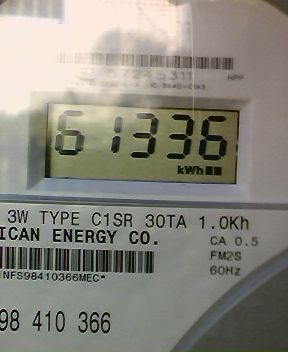 57245311
61336
kWh
3W TYPE C1SR 30TA 1.0Kh
ICAN ENERGY CO.
CA 0.5
FM2S
60Hz
NFS98410366MEC*
98 410 366